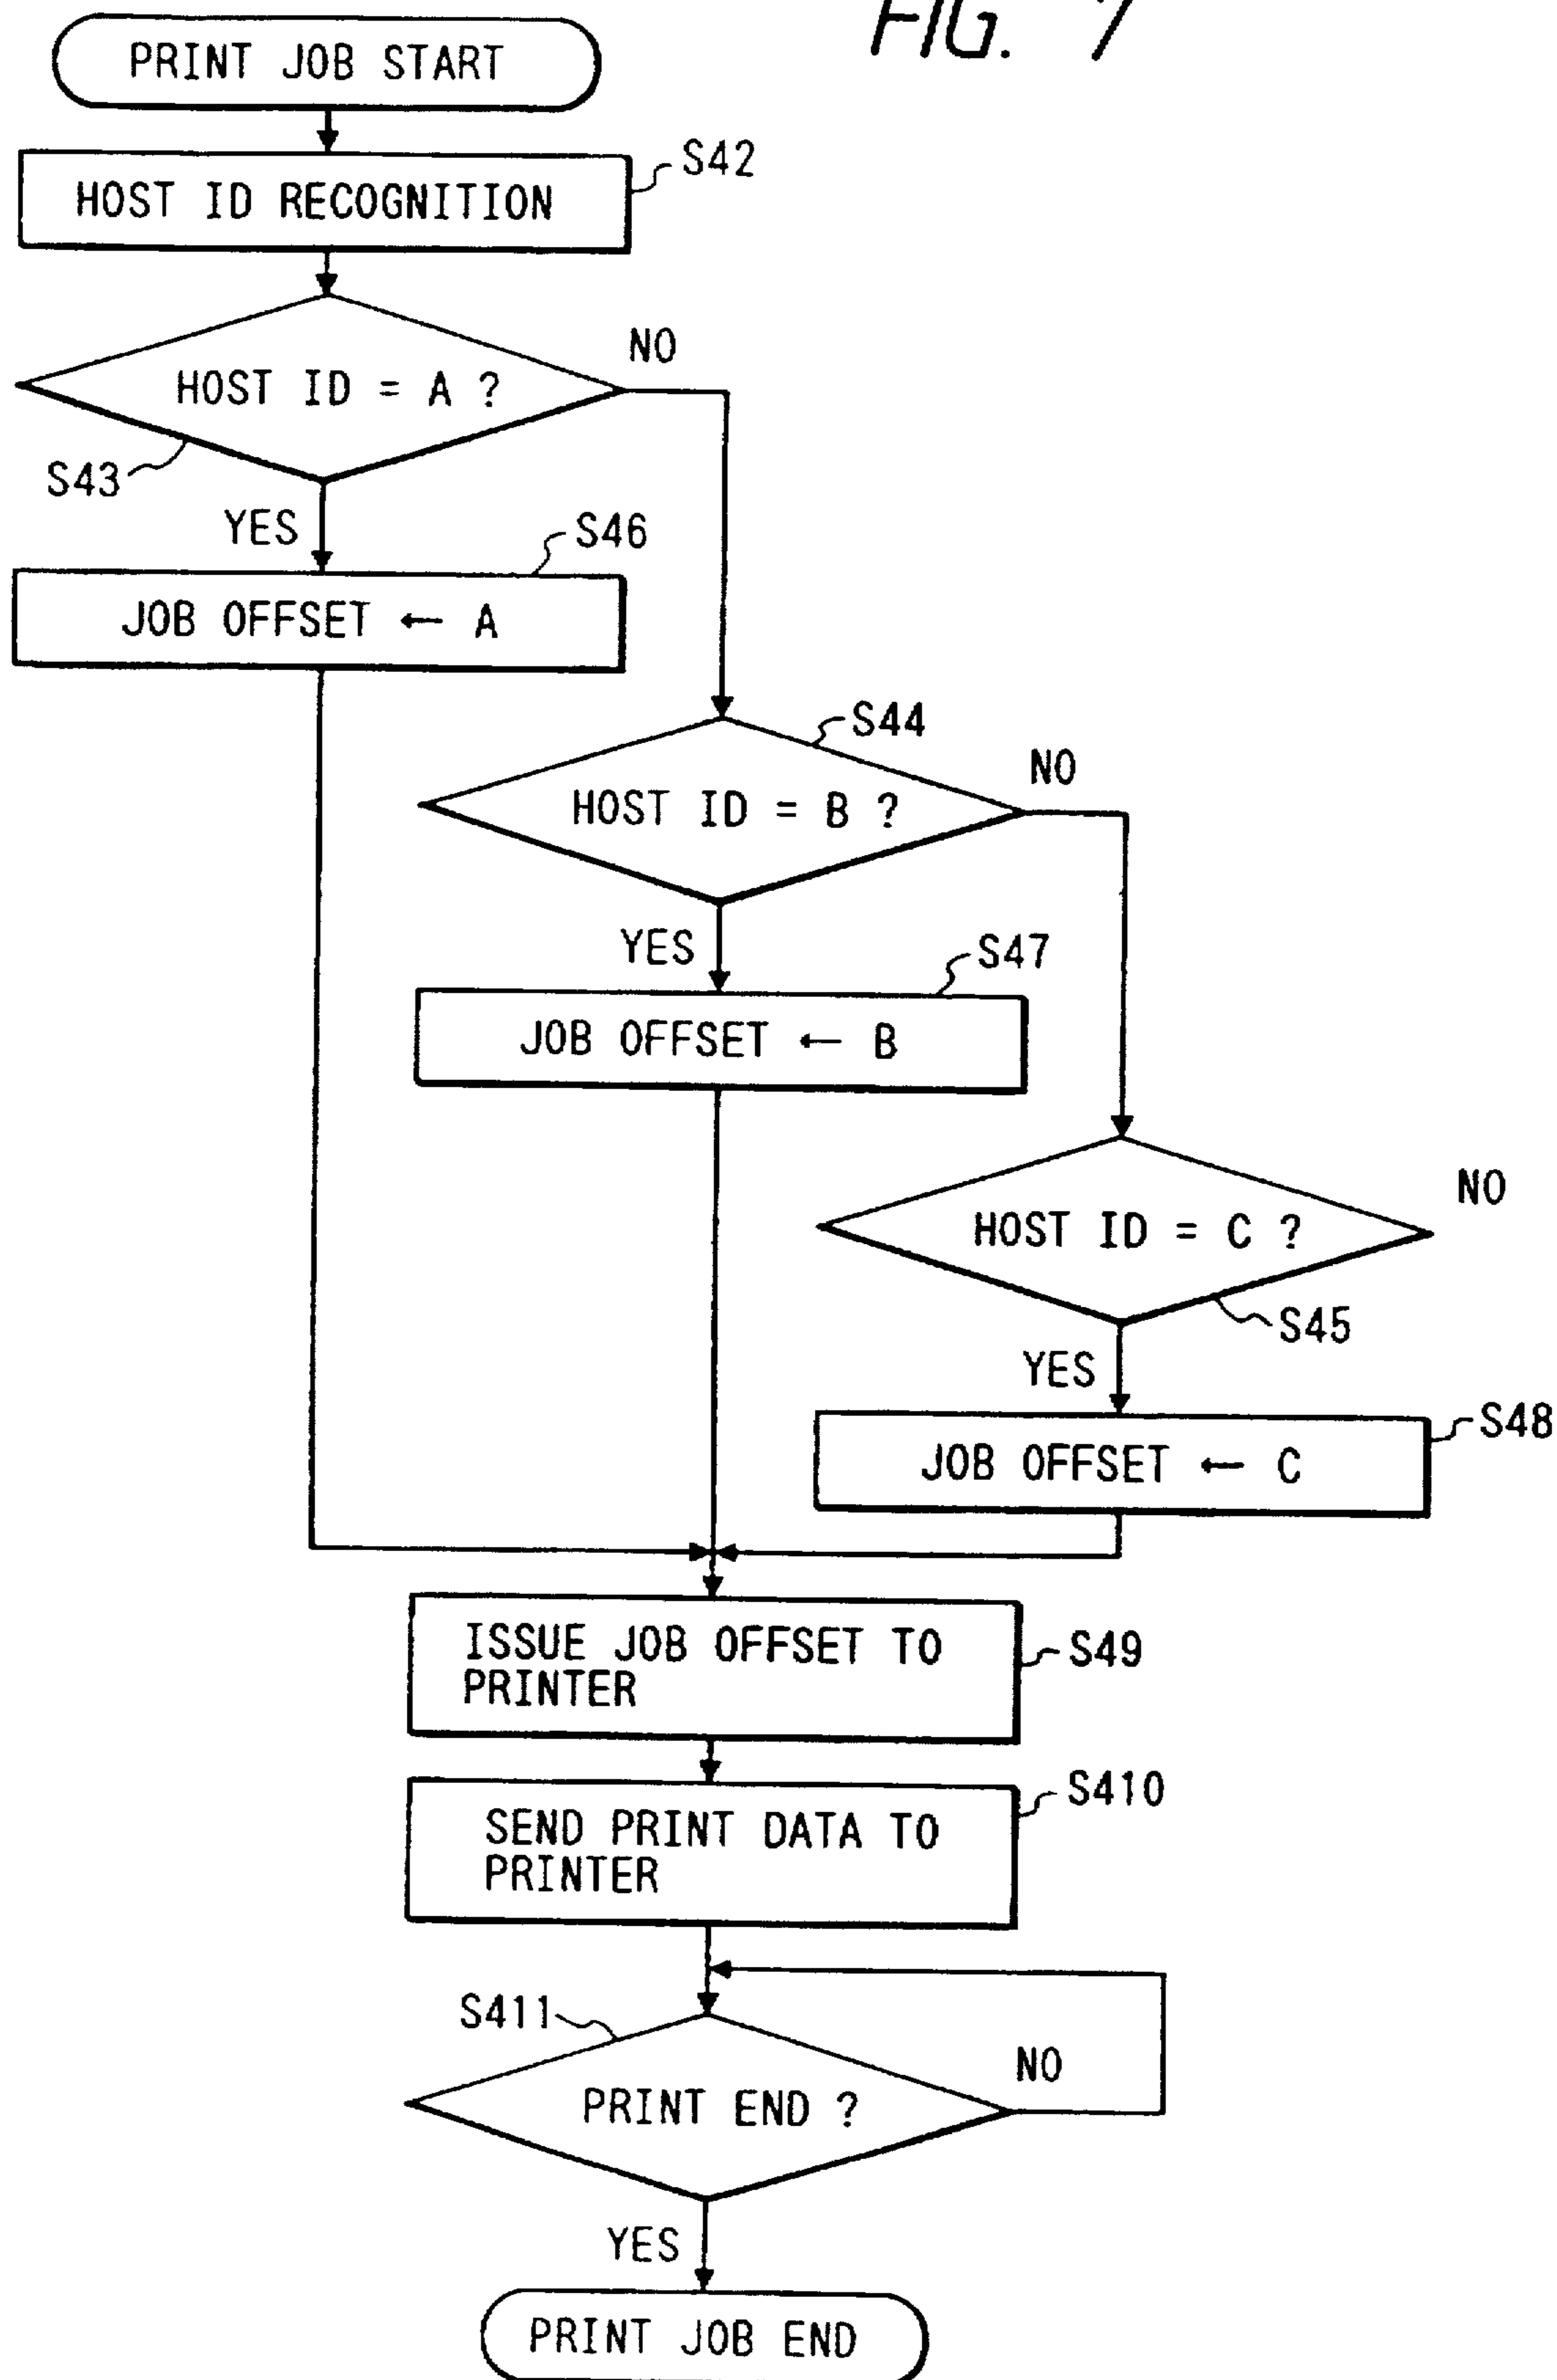 FIG. 7
PRINT JOB START
S42
HOST ID RECOGNITION
NO
HOST ID = A ?
S43
YES
S46
JOB OFFSET ← A
S44
NO
HOST ID = B ?
YES
S47
JOB OFFSET ← B
NO
HOST ID = C ?
S45
YES
S48
JOB OFFSET ← C
ISSUE JOB OFFSET TO
PRINTER
S49
S410
SEND PRINT DATA TO
PRINTER
S411
NO
PRINT END ?
YES
PRINT JOB END